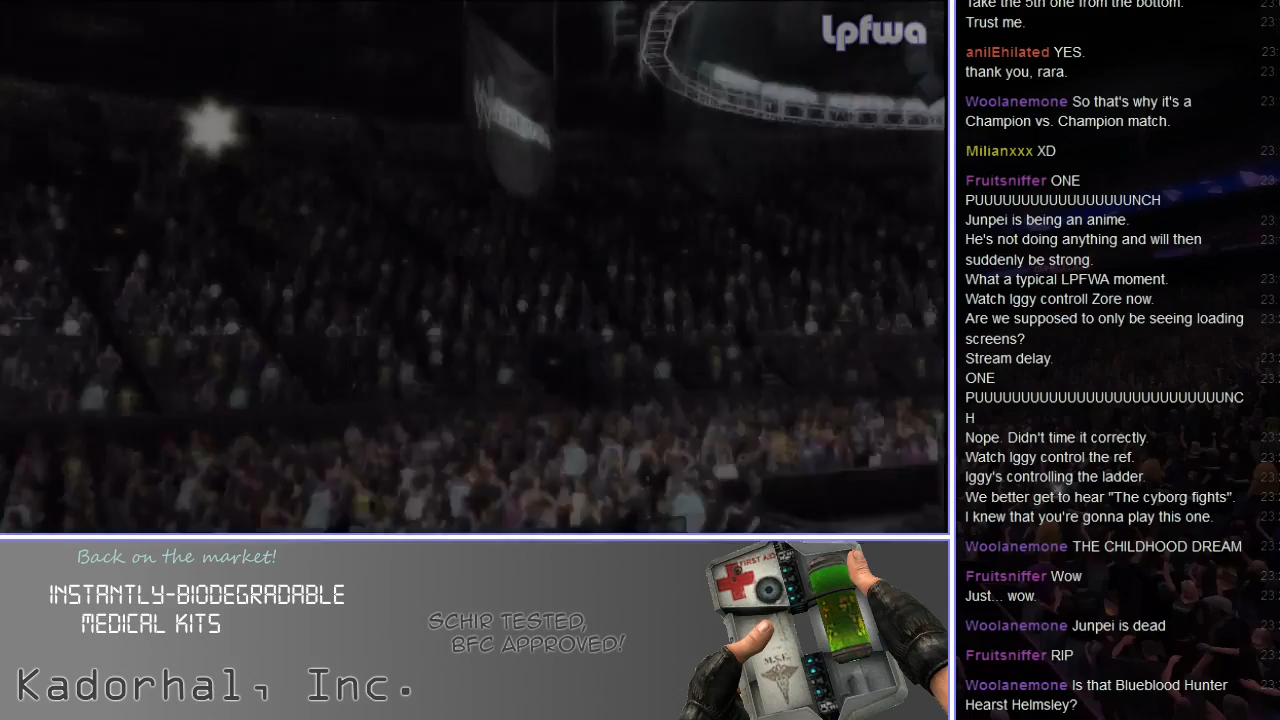 Lpfwa
Take the 5th one from the bottom.
Trust me.
anilEhilated YES.
thank you, rara.
Woolanemone So that's why it's a
Champion vs. Champion match.
Milianxxx XD
Fruitsniffer ONE
PUUUUUUUUUUUUUUUUNCH
Junpei is being an anime.
He's not doing anything and will then
suddenly be strong.
What a typical LPFWA moment.
Watch Iggy controll Zore now.
Are we supposed to only be seeing loading
screens?
Stream delay.
ONE
PUUUUUUUUUUUUUUUUUUUUUUUUUNC
H
Nope. Didn't time it correctly.
Watch Iggy control the ref.
Iggy's controlling the ladder.
We better get to hear "The cyborg fights".
I knew that you're gonna play this one.
Woolanemone THE CHILDHOOD DREAM
Fruitsniffer Wow
Just... wow.
Woolanemone Junpei is dead
Fruitsniffer RIP
Woolanemone Is that Blueblood Hunter
Hearst Helmsley?
Back on the market!
INSTANTLY-BIODEGRADABLE
MEDICAL KITS
SCHIR TESTED,
BFC APPROVED!
Kadorhal, Inc.
FIRST AID
M.S.F.